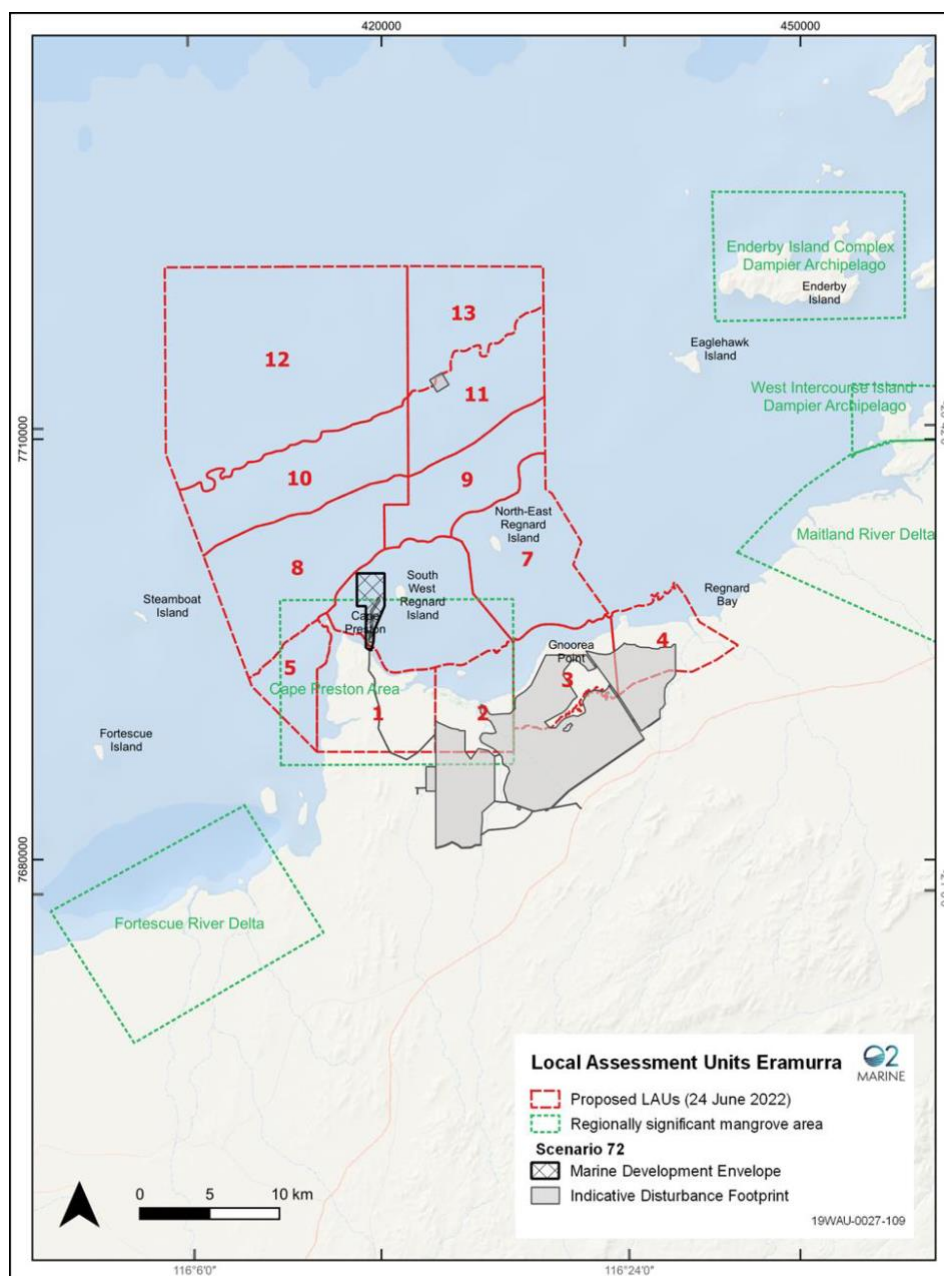 420000
450000
Enderby Island Complex
Dampier Archipelago
Enderby
Island
13
12
Eaglehawk
Island
11
West Intercourse Island
Dampier Archipelago
7710000
10
9
North-East
Regnard
Island
Maitland River Delta
7
8
South
West
Regnard
Island
Steamboat
Island
Cape
Preston
Regnard
Bay
Gnoorea
Point
4
5
3
Cape Preston Area
1
2
Fortescue
Island
7680000
Fortescue River Delta
Local Assessment Units Eramurra
O2
MARINE
Proposed LAUs (24 June 2022)
Regionally significant mangrove area
Scenario 72
Marine Development Envelope
Indicative Disturbance Footprint
0 5 10 km
19WAU-0027-109
116°6'0"
116°24'0"